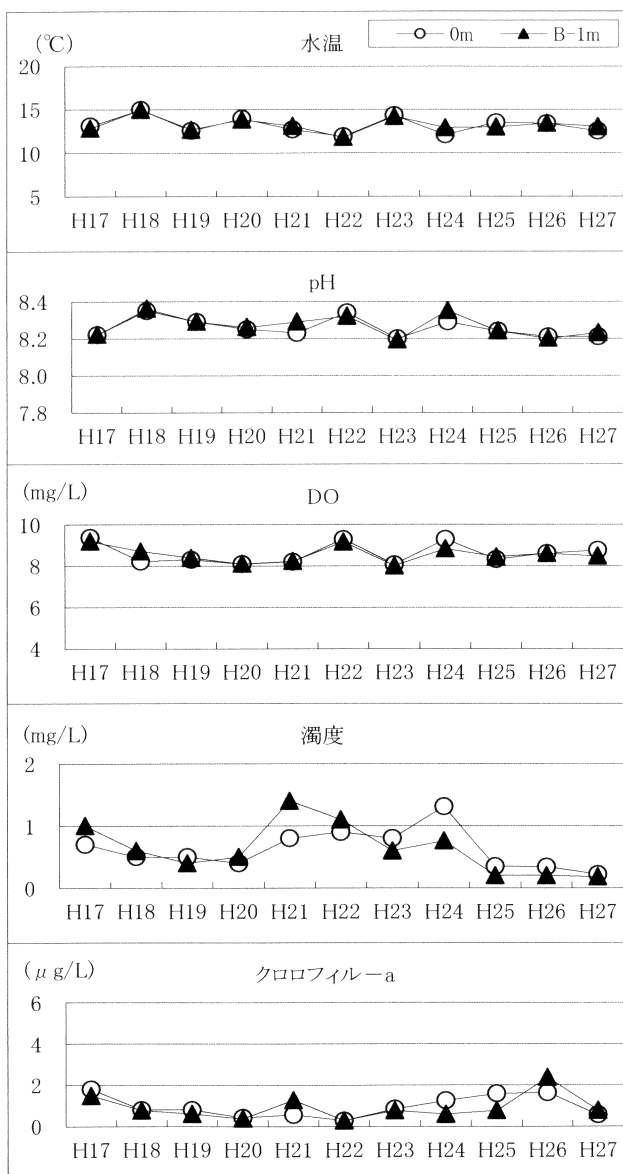 (℃) 水温 0m B-1m
20
15
10
5
H17 H18 H19 H20 H21 H22 H23 H24 H25 H26 H27
pH
8.4
8.2
8.0
7.8
H17 H18 H19 H20 H21 H22 H23 H24 H25 H26 H27
(mg/L) DO
10
8
6
4
H17 H18 H19 H20 H21 H22 H23 H24 H25 H26 H27
(mg/L) 濁度
2
1
0
H17 H18 H19 H20 H21 H22 H23 H24 H25 H26 H27
(μg/L) クロロフィル－a
6
4
2
0
H17 H18 H19 H20 H21 H22 H23 H24 H25 H26 H27